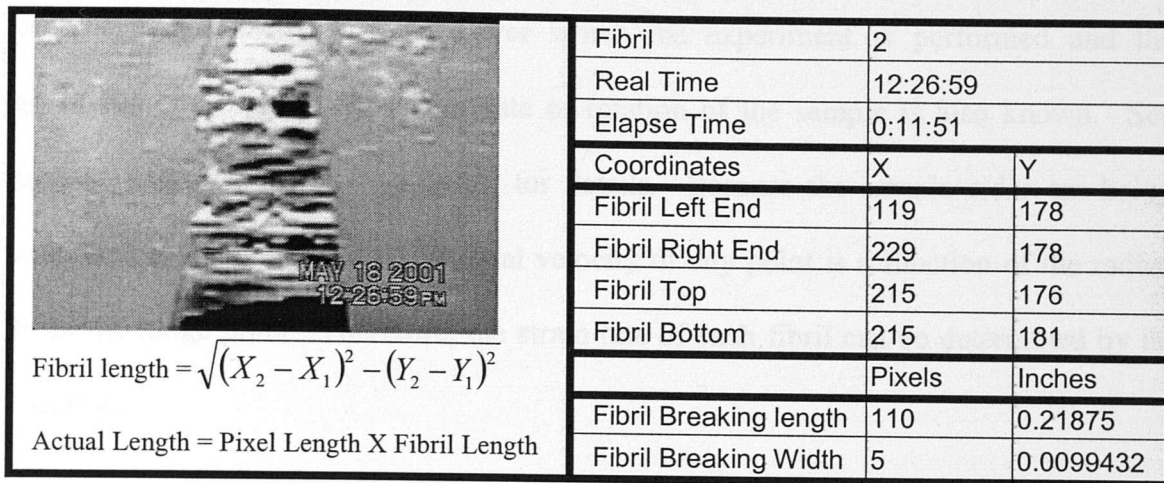 MAY 18 2001
12:26:59 PM
Fibril length = √(X₂ − X₁)² − (Y₂ − Y₁)²
Actual Length = Pixel Length X Fibril Length
Fibril 2
Real Time 12:26:59
Elapse Time 0:11:51
Coordinates X Y
Fibril Left End 119 178
Fibril Right End 229 178
Fibril Top 215 176
Fibril Bottom 215 181
Pixels Inches
Fibril Breaking length 110 0.21875
Fibril Breaking Width 5 0.0099432